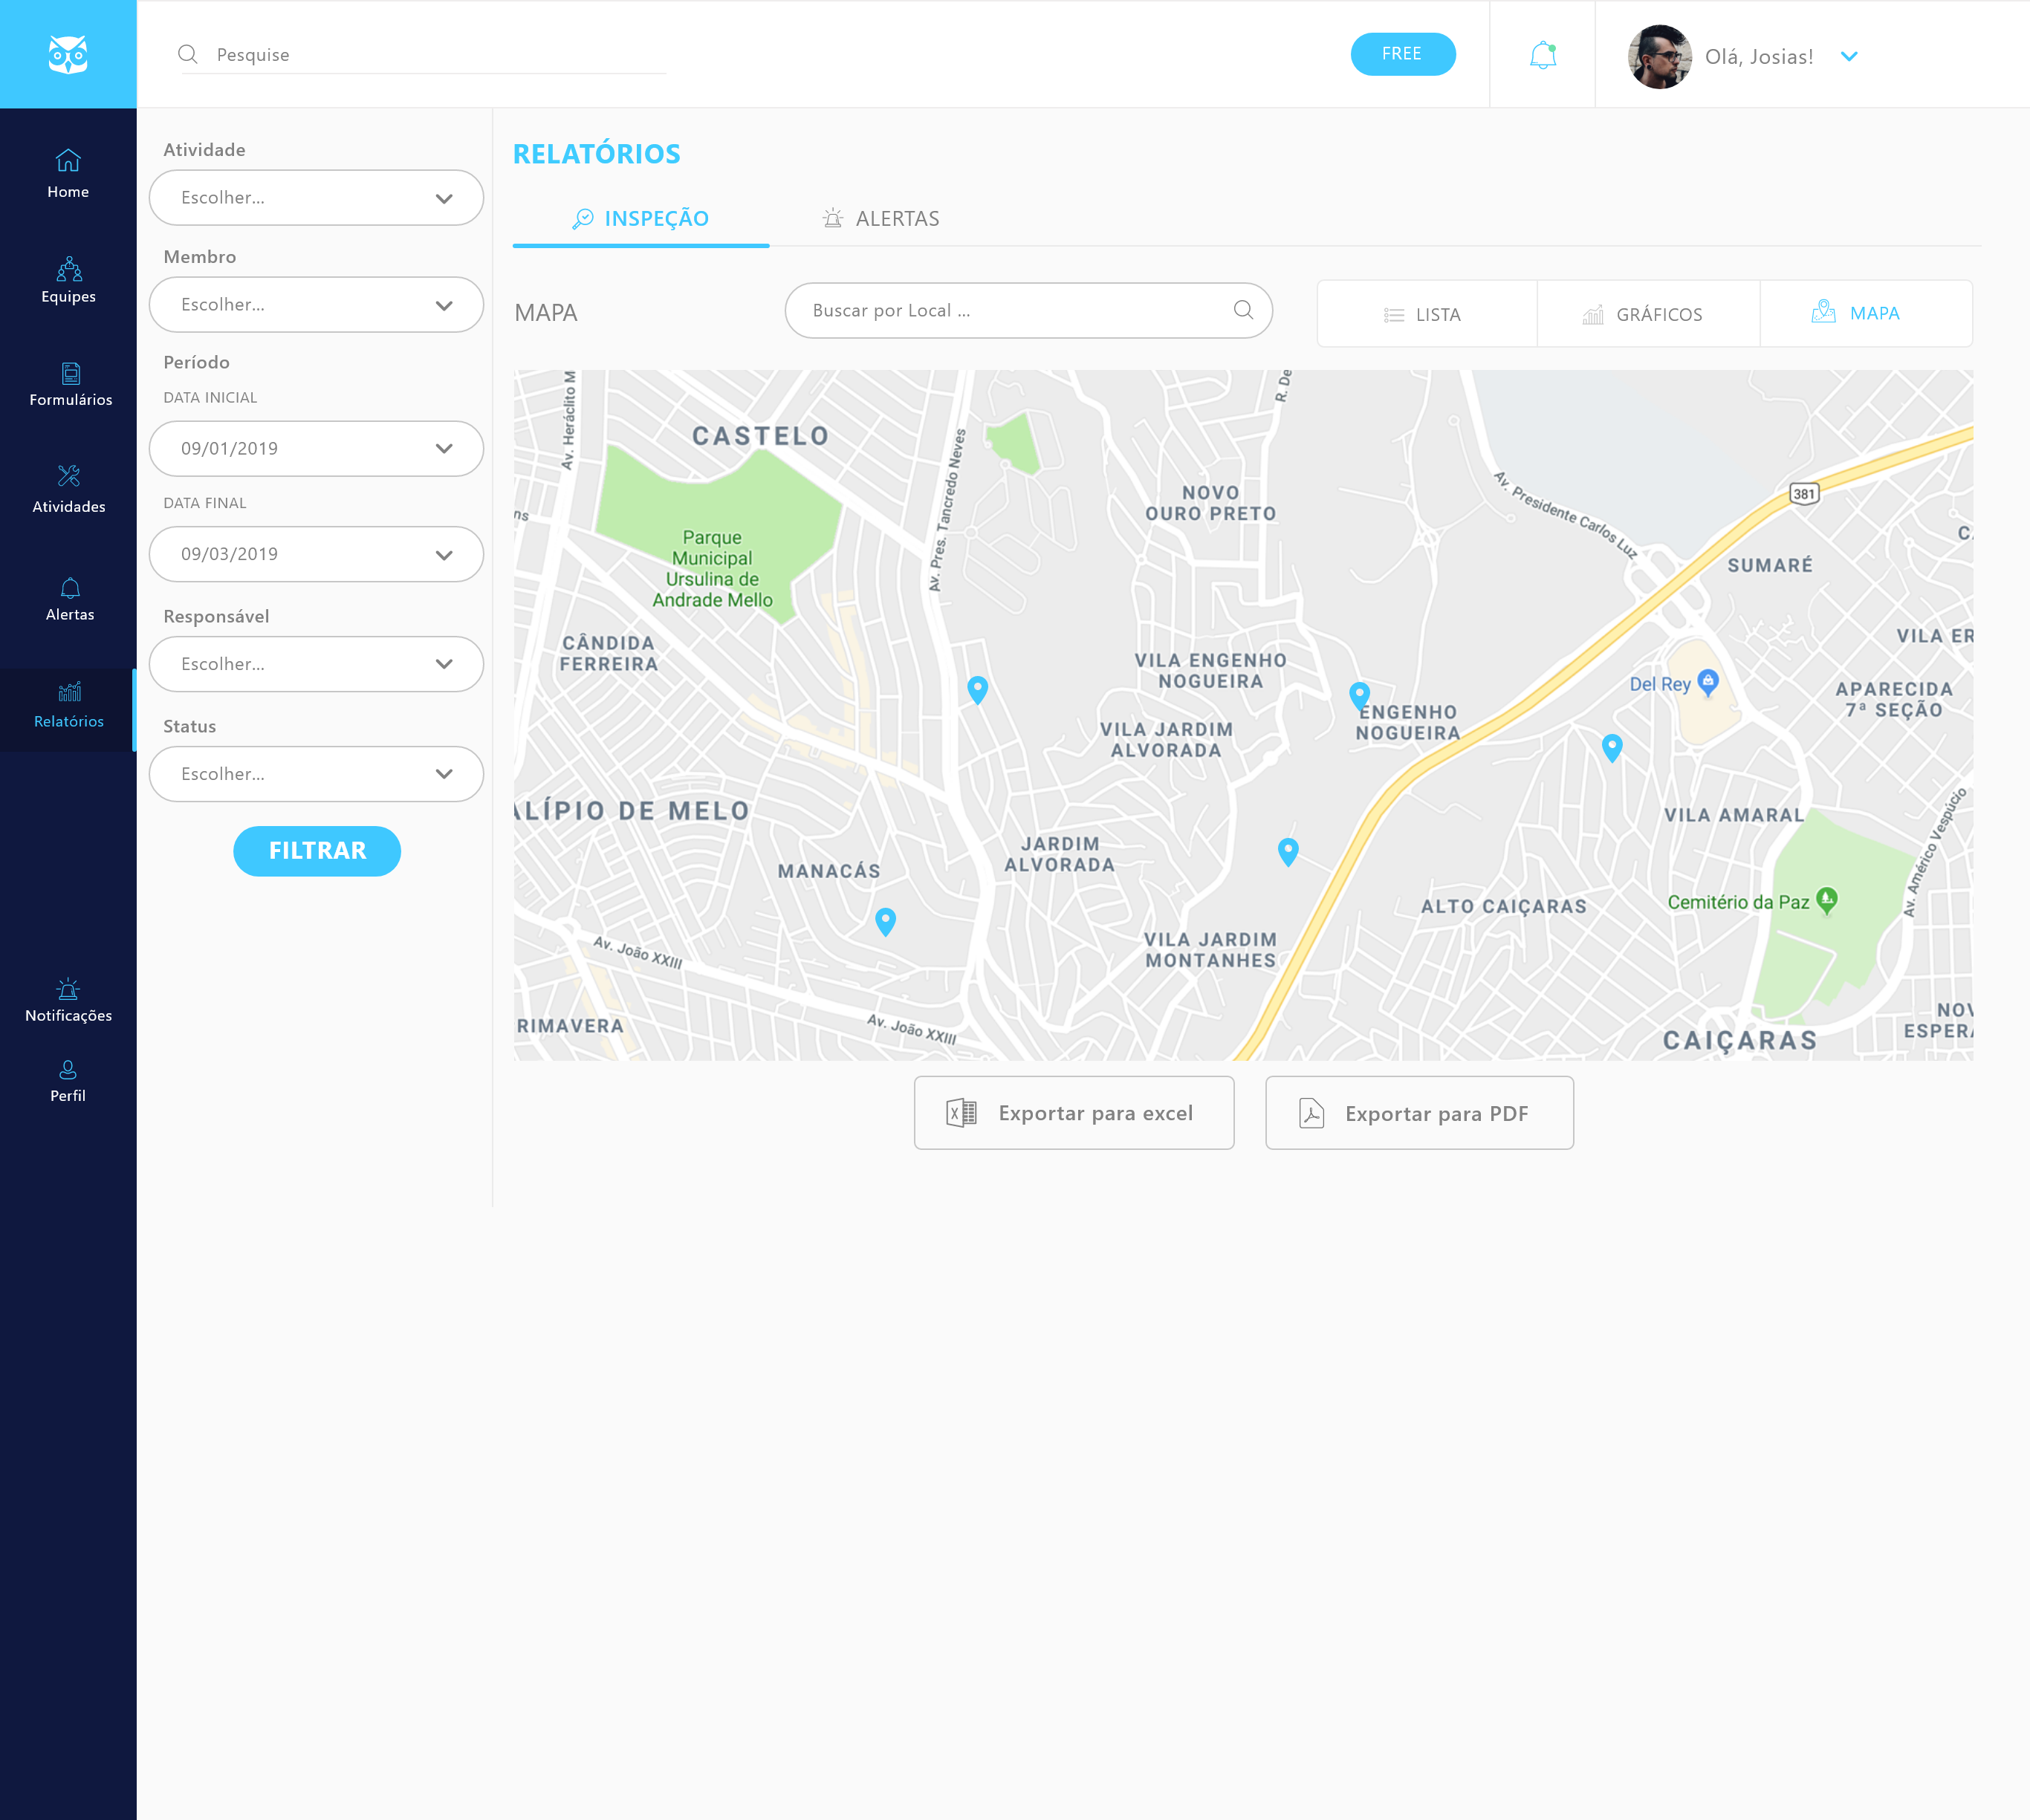 Pesquise
FREE
Olá, Josias!
Home
Equipes
Formulários
Atividades
Alertas
Relatórios
Notificações
Perfil
Atividade
Escolher...
Membro
Escolher...
Período
DATA INICIAL
09/01/2019
DATA FINAL
09/03/2019
Responsável
Escolher...
Status
Escolher...
FILTRAR
RELATÓRIOS
INSPEÇÃO
ALERTAS
MAPA
Buscar por Local ...
LISTA
GRÁFICOS
MAPA
Av. Heráclito M
R. De
CASTELO
Av. Pres. Tancredo Neves
NOVO
OURO PRETO
Av. Presidente Carlos Luz
381
ns
Parque
Municipal
Ursulina de
Andrade Mello
SUMARÉ
C.
CÂNDIDA
FERREIRA
VILA ER
VILA ENGENHO
NOGUEIRA
Del Rey
APARECIDA
7ª SEÇÃO
ENGENHO
NOGUEIRA
VILA JARDIM
ALVORADA
ALÍPIO DE MELO
VILA AMARAL
Av. Américo Vespúcio
JARDIM
ALVORADA
MANACÁS
ALTO CAIÇARAS
Cemitério da Paz
Av. João XXIII
VILA JARDIM
MONTANHES
RIMAVERA
Av. João XXIII
CAIÇARAS
NOV
ESPERA
Exportar para excel
Exportar para PDF